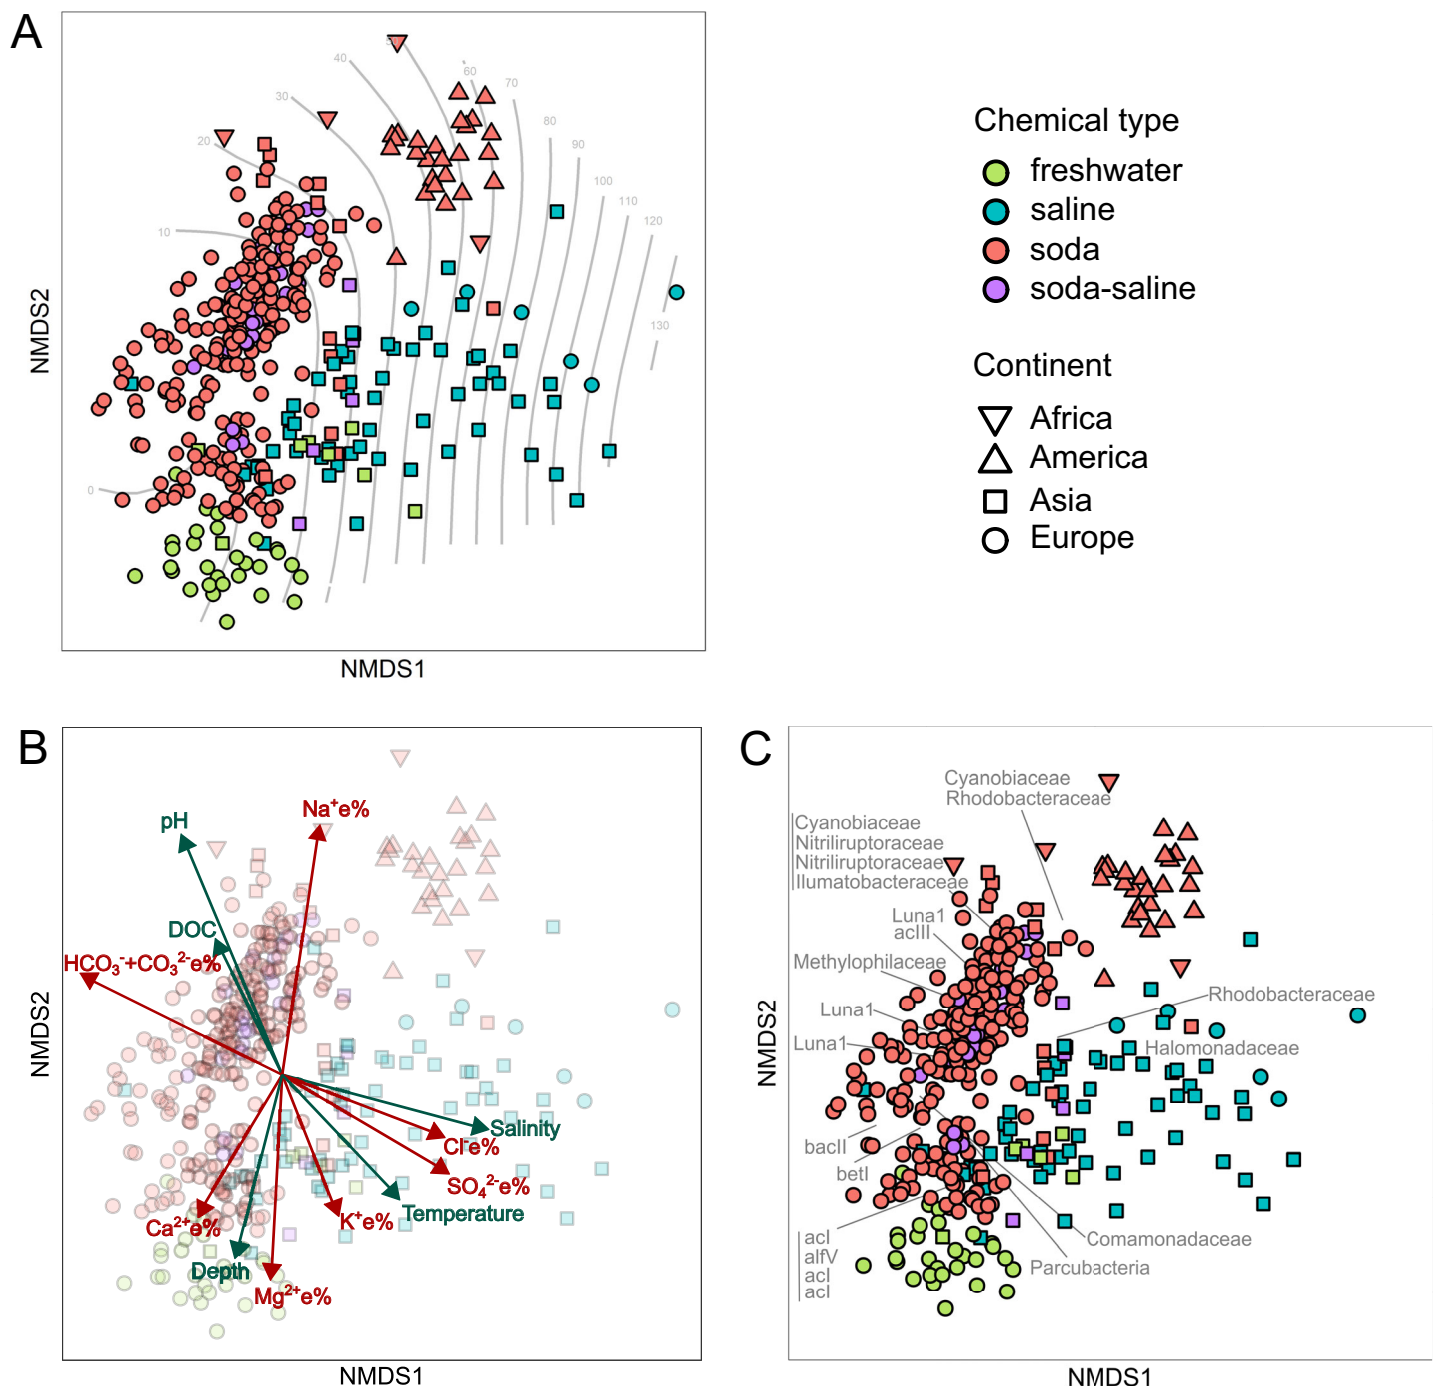 A
50
40
60
30
70
80
20
90
100
110
120
10
130
0
NMDS2
NMDS1
Chemical type
freshwater
saline
soda
soda-saline
Continent
Africa
America
Asia
Europe
B
Na⁺e%
pH
DOC
HCO₃⁻+CO₃²⁻e%
Salinity
Cl⁻e%
SO₄²⁻e%
Temperature
K⁺e%
Ca²⁺e%
Depth
Mg²⁺e%
NMDS2
NMDS1
C
Cyanobiaceae
Rhodobacteraceae
Cyanobiaceae
Nitriliruptoraceae
Nitriliruptoraceae
Ilumatobacteraceae
Luna1
acIII
Methylophilaceae
Rhodobacteraceae
Luna1
Luna1
Halomonadaceae
bacII
betI
acI
alfV
acI
acI
Comamonadaceae
Parcubacteria
NMDS2
NMDS1